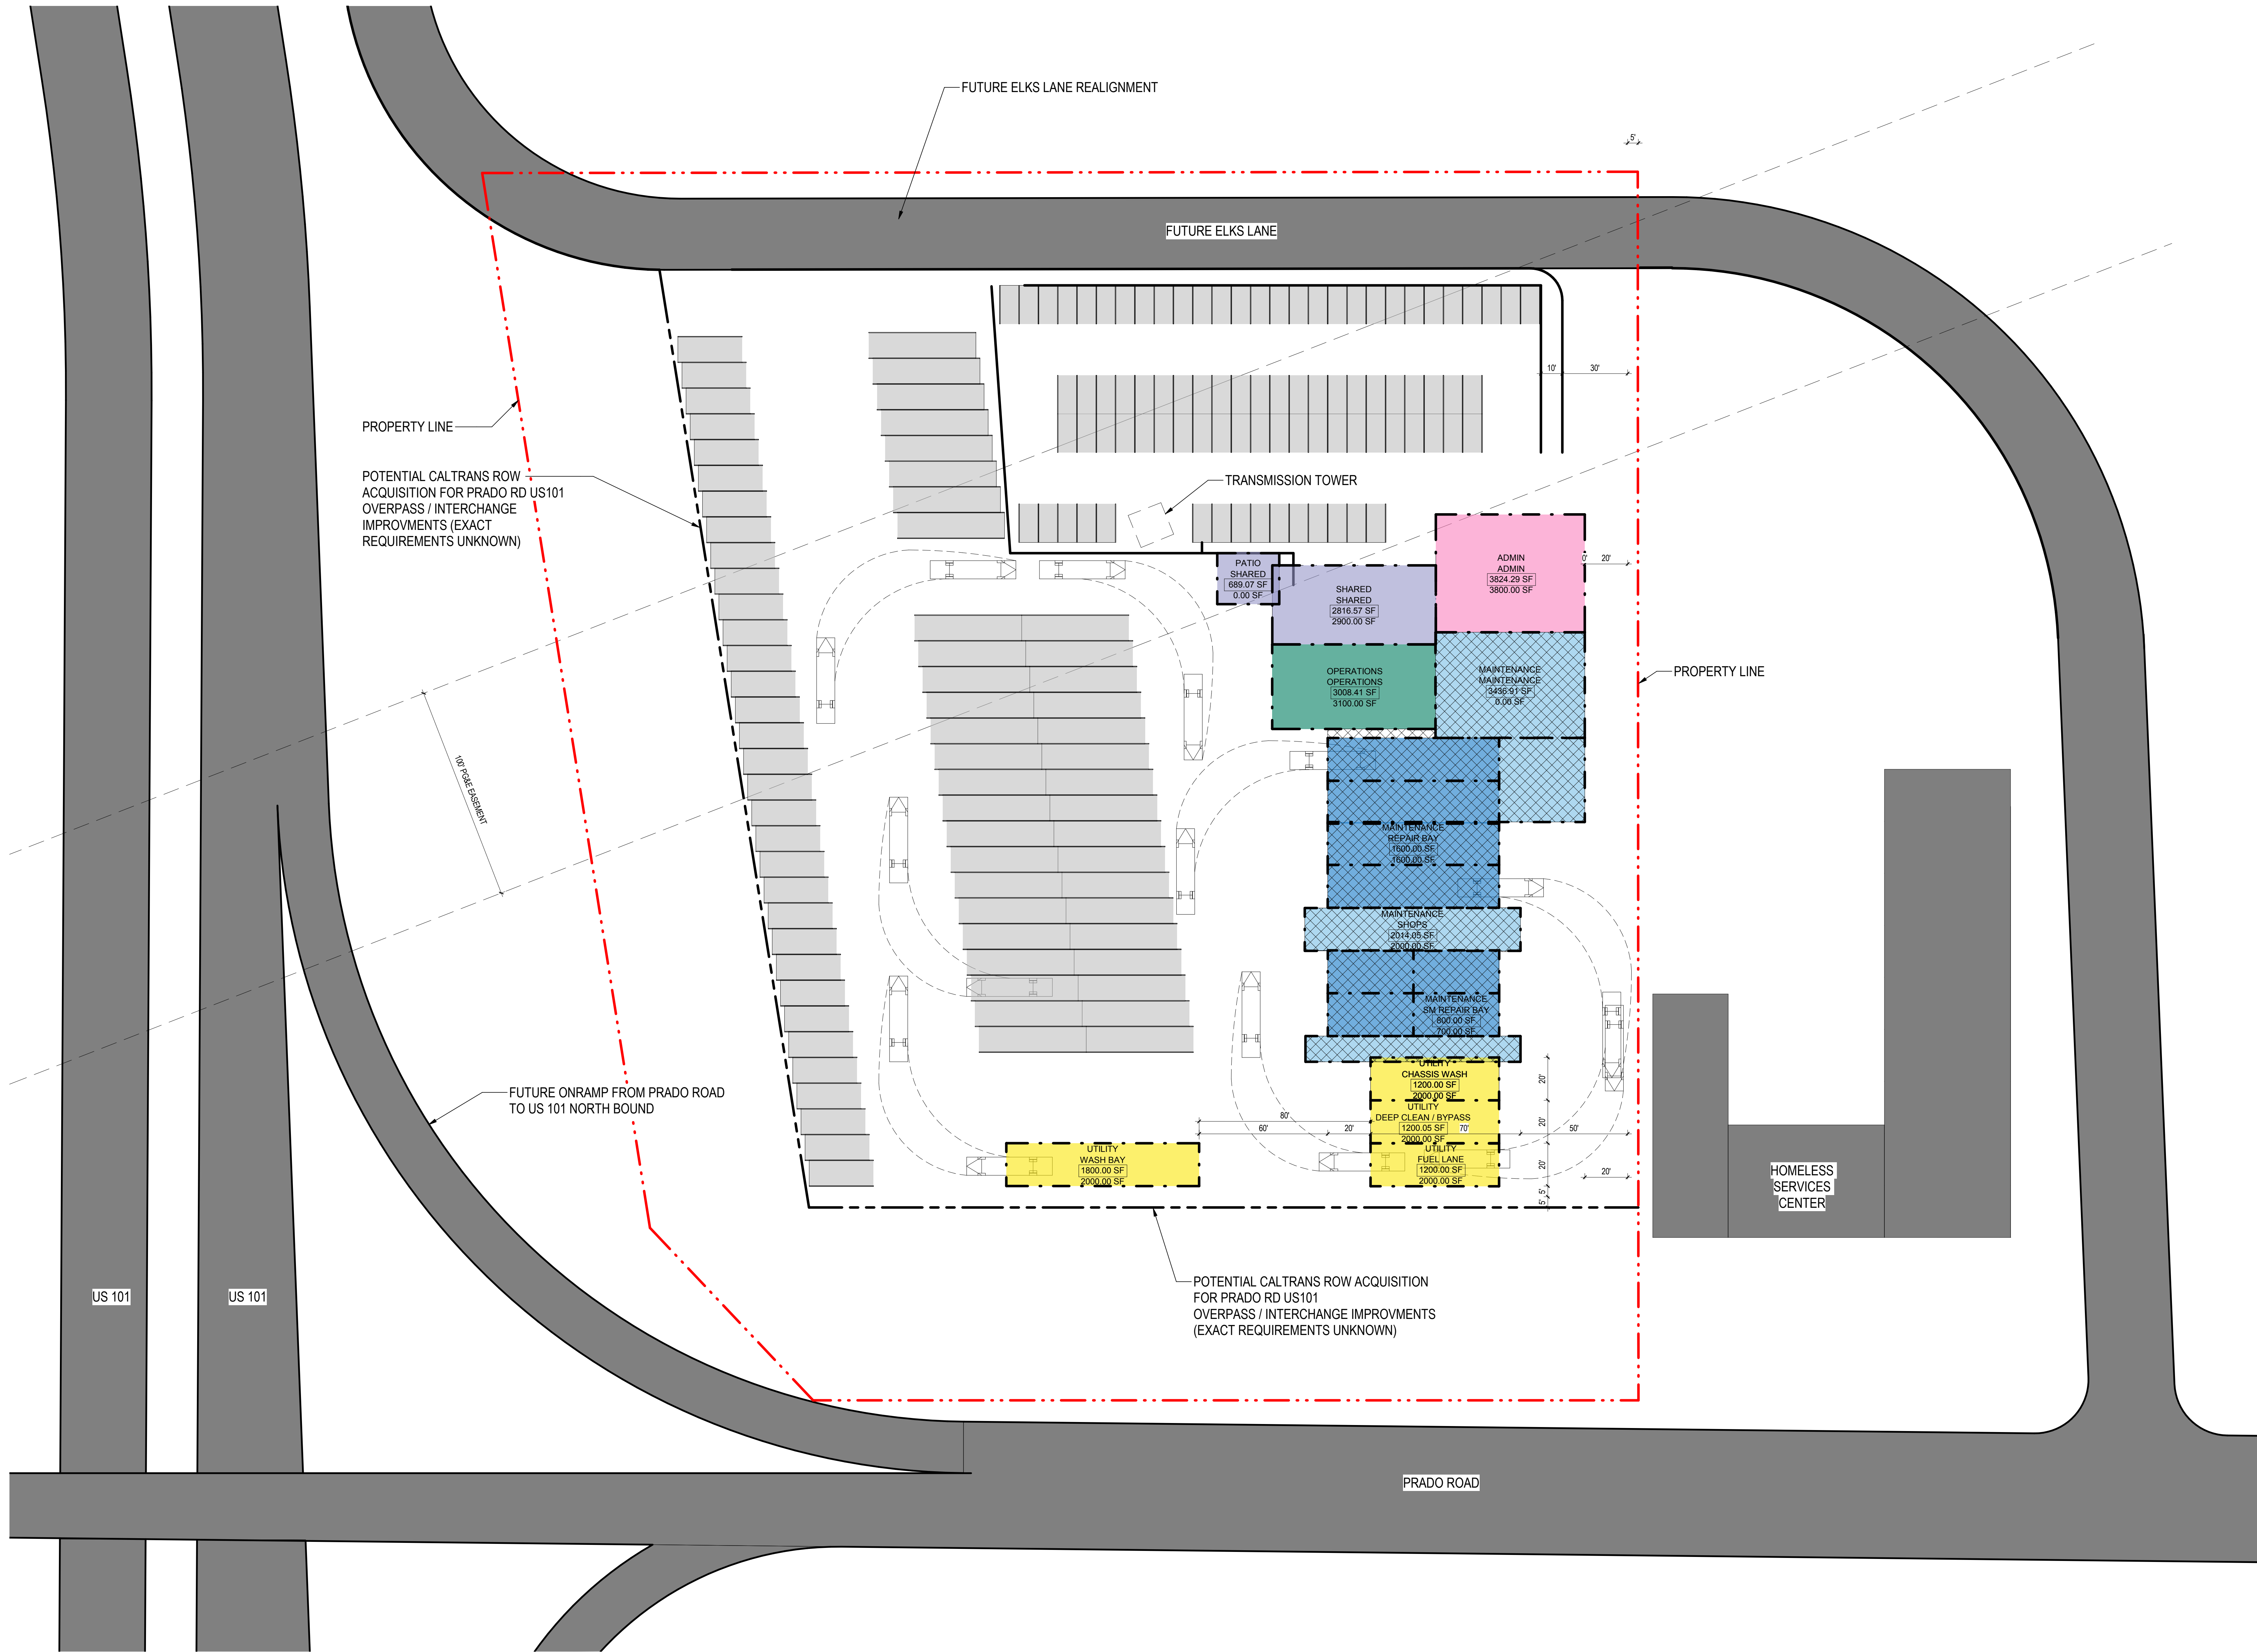 FUTURE ELKS LANE REALIGNMENT
5'
FUTURE ELKS LANE
10'
30'
PROPERTY LINE
POTENTIAL CALTRANS ROW
ACQUISITION FOR PRADO RD US101
OVERPASS / INTERCHANGE
IMPROVMENTS (EXACT
REQUIREMENTS UNKNOWN)
TRANSMISSION TOWER
PATIO
SHARED
689.07 SF
0.00 SF
SHARED
SHARED
2816.57 SF
2900.00 SF
ADMIN
ADMIN
3824.29 SF
3800.00 SF
0'
20'
OPERATIONS
OPERATIONS
3008.41 SF
3100.00 SF
MAINTENANCE
MAINTENANCE
3436.91 SF
0.00 SF
PROPERTY LINE
100' PG&E EASEMENT
MAINTENANCE
REPAIR BAY
1600.00 SF
1600.00 SF
MAINTENANCE
SHOPS
2014.05 SF
2000.00 SF
MAINTENANCE
SM REPAIR BAY
800.00 SF
700.00 SF
UTILITY
CHASSIS WASH
1200.00 SF
2000.00 SF
20'
UTILITY
DEEP CLEAN / BYPASS
1200.05 SF
2000.00 SF
20'
80'
60'
20'
70'
50'
UTILITY
FUEL LANE
1200.00 SF
2000.00 SF
20'
20'
5'
5'
UTILITY
WASH BAY
1800.00 SF
2000.00 SF
FUTURE ONRAMP FROM PRADO ROAD
TO US 101 NORTH BOUND
HOMELESS
SERVICES
CENTER
POTENTIAL CALTRANS ROW ACQUISITION
FOR PRADO RD US101
OVERPASS / INTERCHANGE IMPROVMENTS
(EXACT REQUIREMENTS UNKNOWN)
US 101
US 101
PRADO ROAD